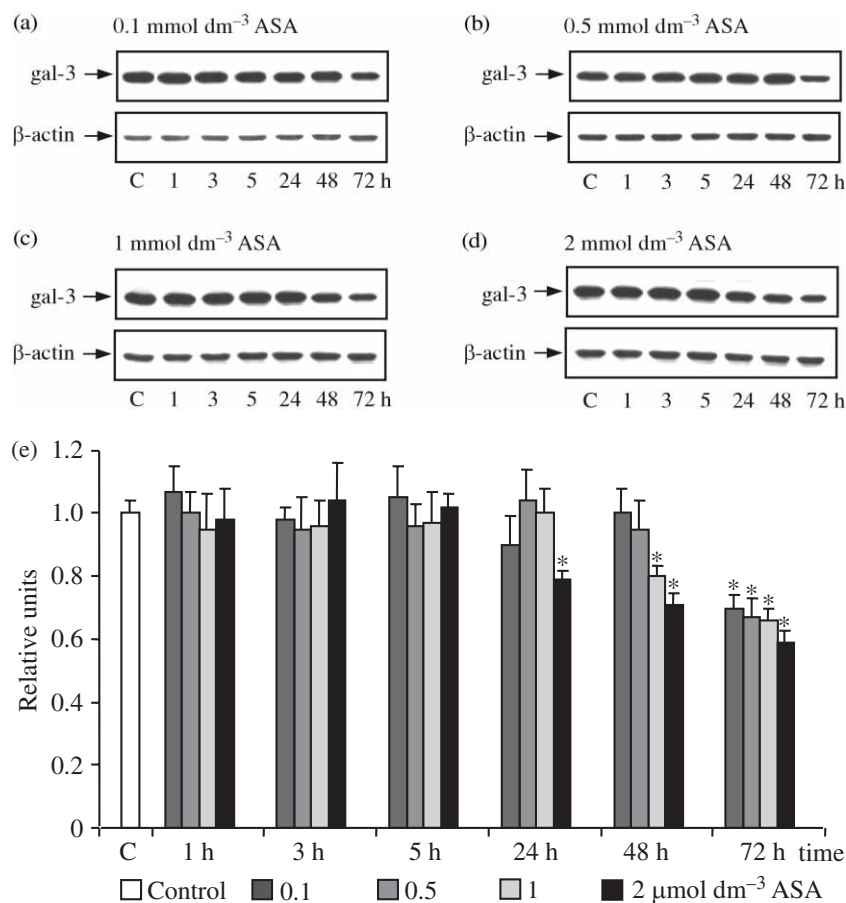 (a) 0.1 mmol dm⁻³ ASA
gal-3
β-actin
C 1 3 5 24 48 72 h
(b) 0.5 mmol dm⁻³ ASA
gal-3
β-actin
C 1 3 5 24 48 72 h
(c) 1 mmol dm⁻³ ASA
gal-3
β-actin
C 1 3 5 24 48 72 h
(d) 2 mmol dm⁻³ ASA
gal-3
β-actin
C 1 3 5 24 48 72 h
(e)
Relative units
1.2
1.0
0.8
0.6
0.4
0.2
0
* * * * * * *
C 1 h 3 h 5 h 24 h 48 h 72 h time
Control 0.1 0.5 1 2 μmol dm⁻³ ASA